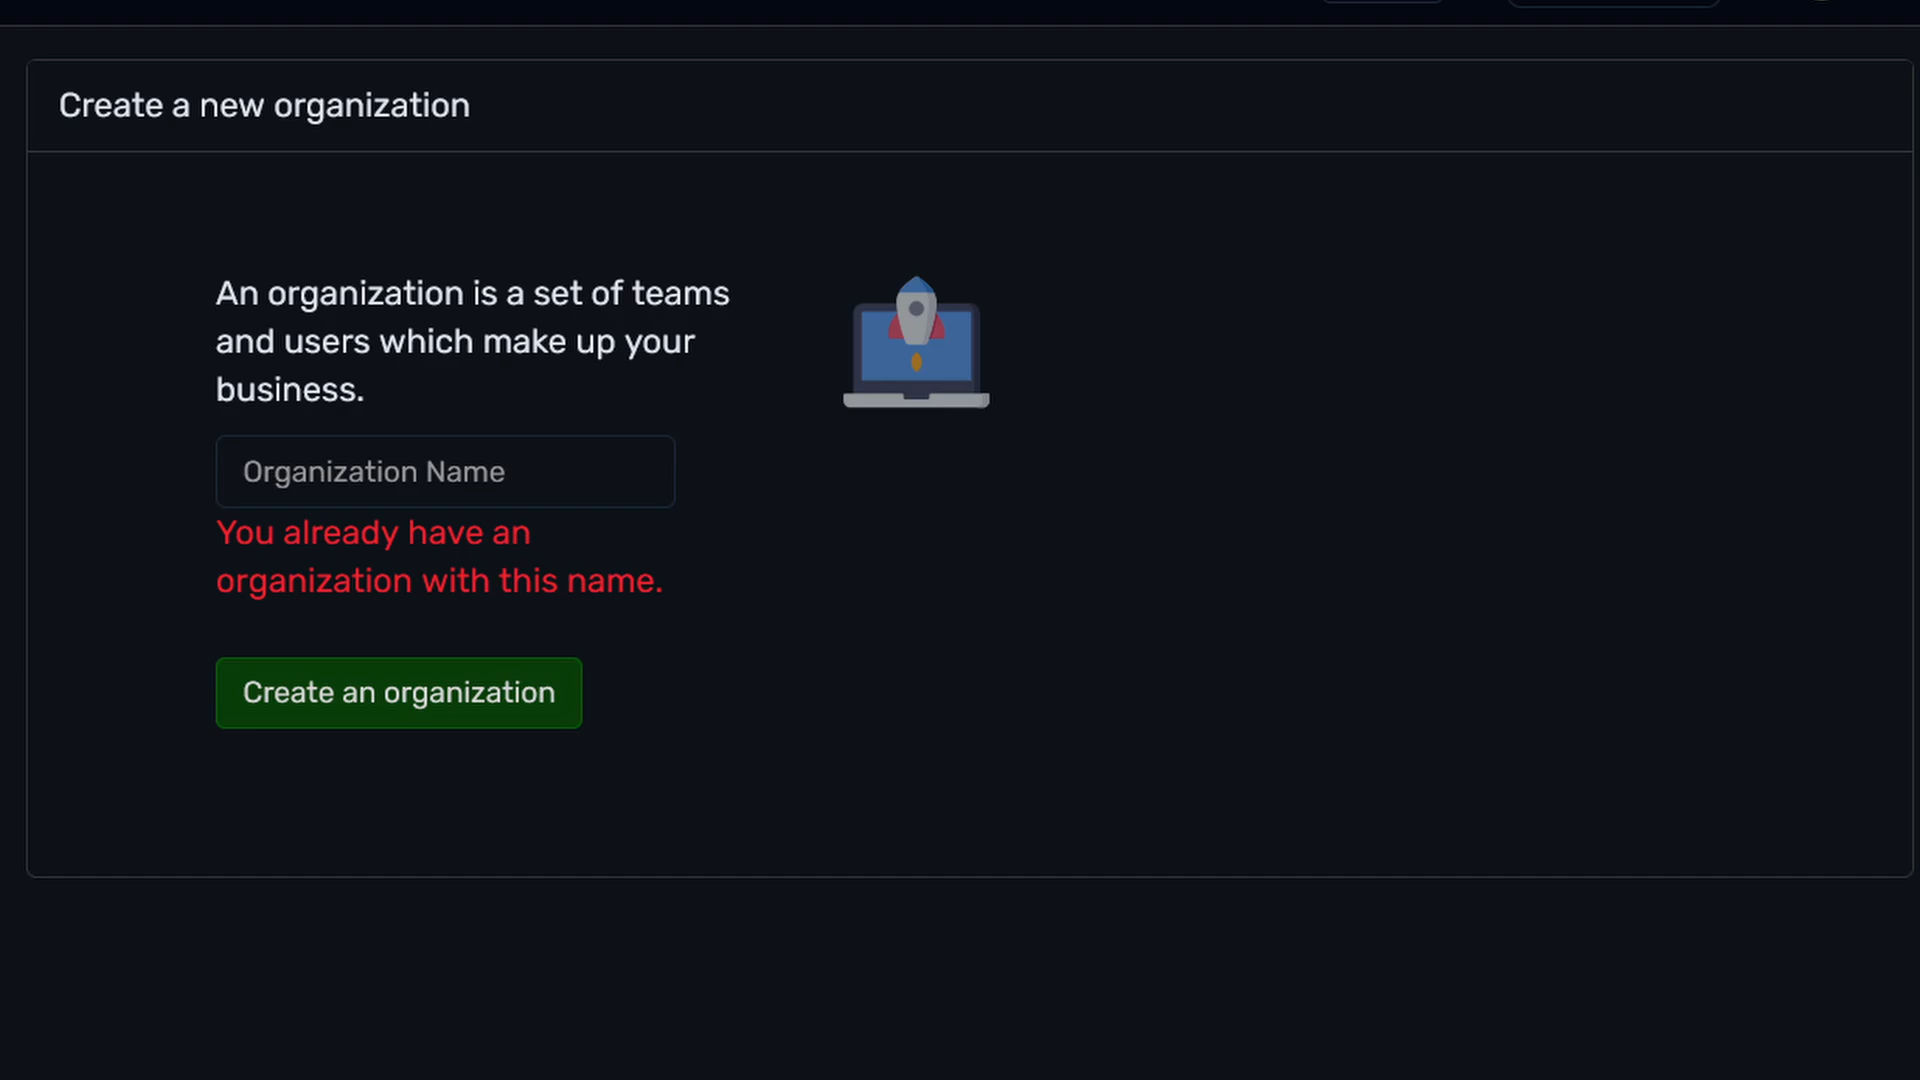 Create a new organization
An organization is a set of teams
and users which make up your
business.
Organization Name
You already have an
organization with this name.
Create an organization